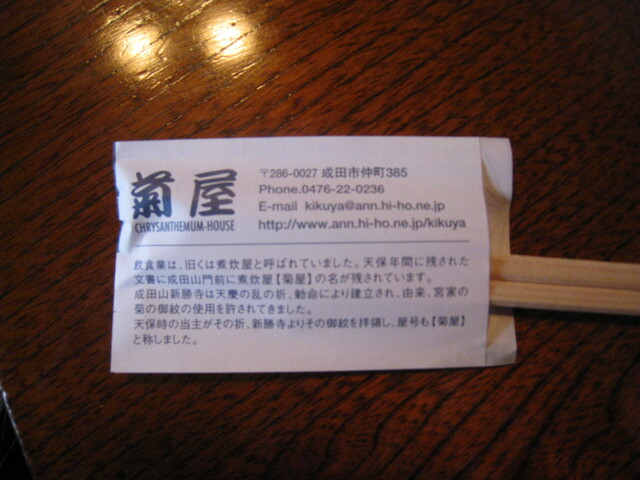 菊屋
CHRYSANTHEMUM-HOUSE
〒286-0027 成田市仲町385
Phone.0476-22-0236
E-mail kikuya@ann.hi-ho.ne.jp
http://www.ann.hi-ho.ne.jp/kikuya
飲食業は、旧くは煮炊屋と呼ばれていました。天保年間に残された
文書に成田山門前に煮炊屋【菊屋】の名が残されています。
成田山新勝寺は天慶の乱の折、勅命により建立され、由来、宮家の
菊の御紋の使用を許されてきました。
天保時の当主がその折、新勝寺よりその御紋を拝領し、屋号も【菊屋】
と称しました。